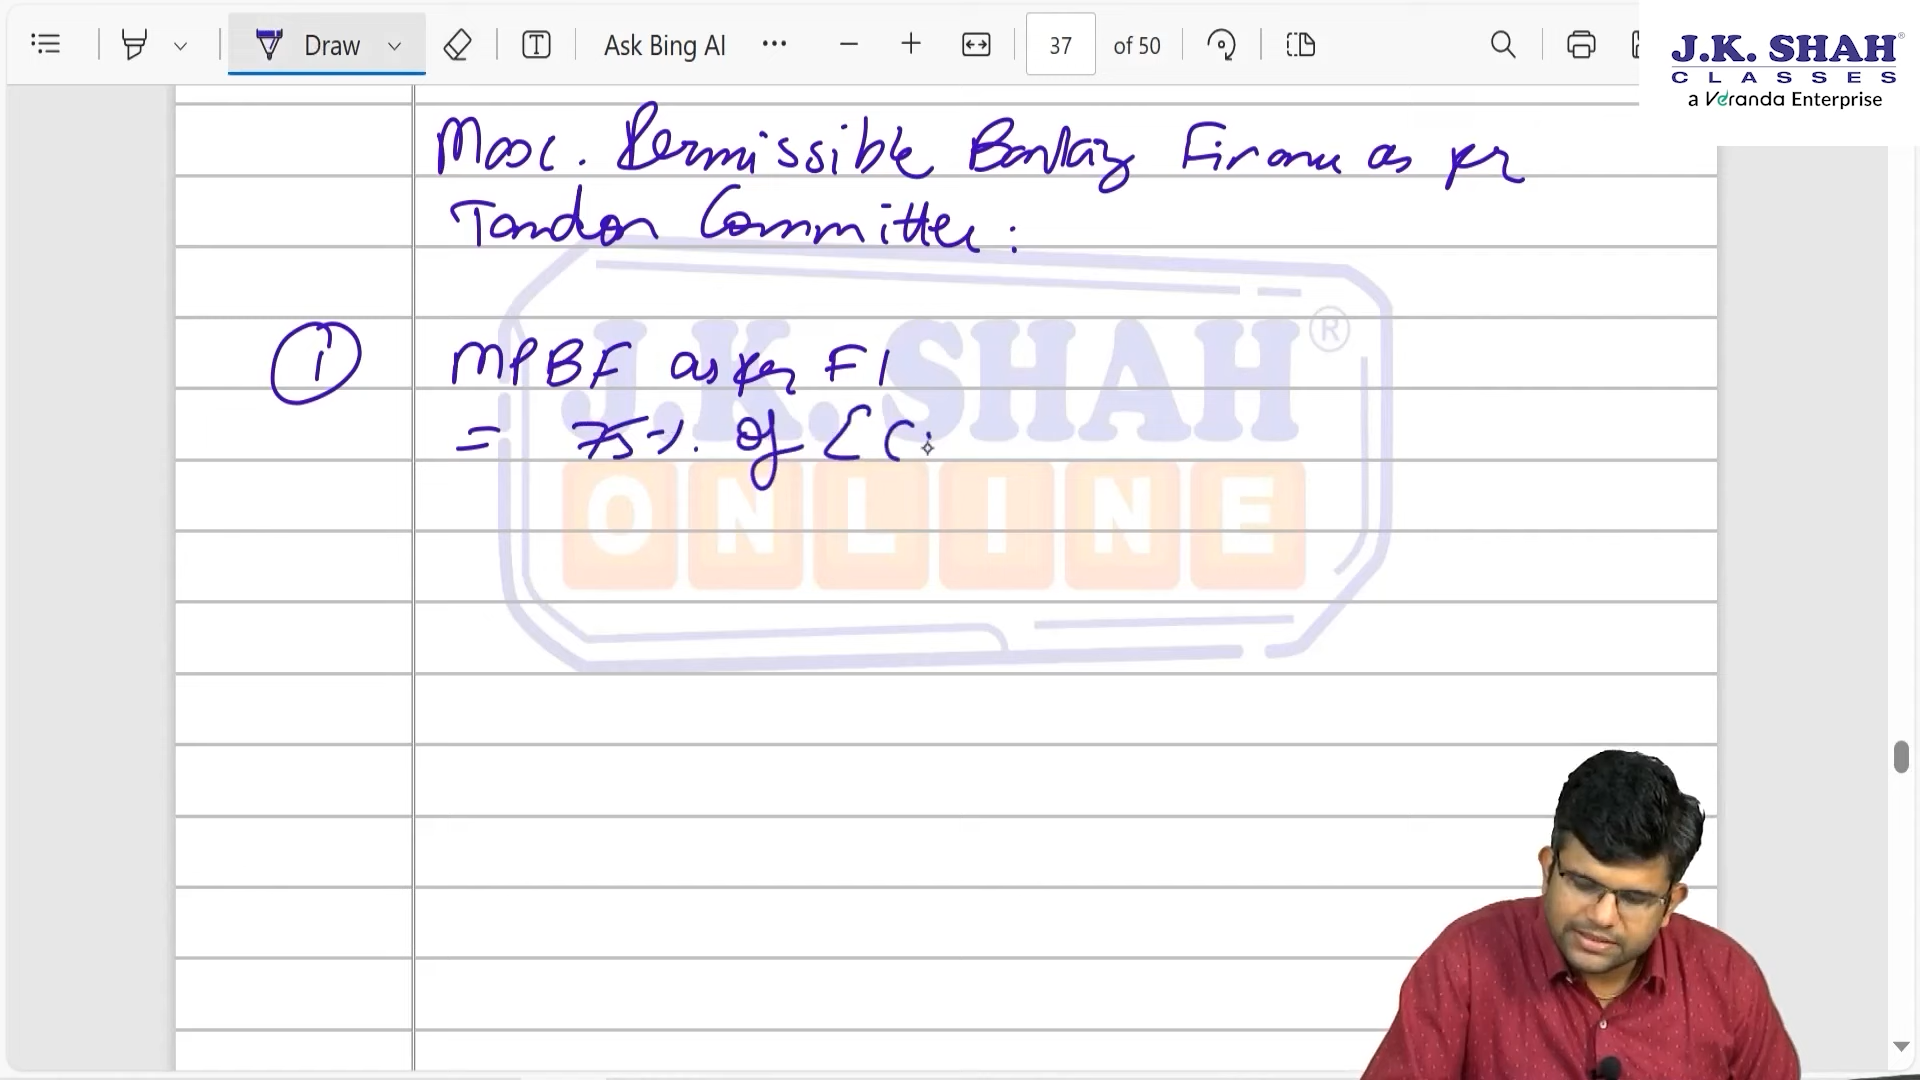 Draw
Ask Bing AI
37
of 50
J.K. SHAH®
CLASSES
a Veranda Enterprise
Max. Permissible Banking Finance as per
Tandon Committee :
1 MPBF as per F1
= 75% of [C
J.K. SHAH®
ONLINE